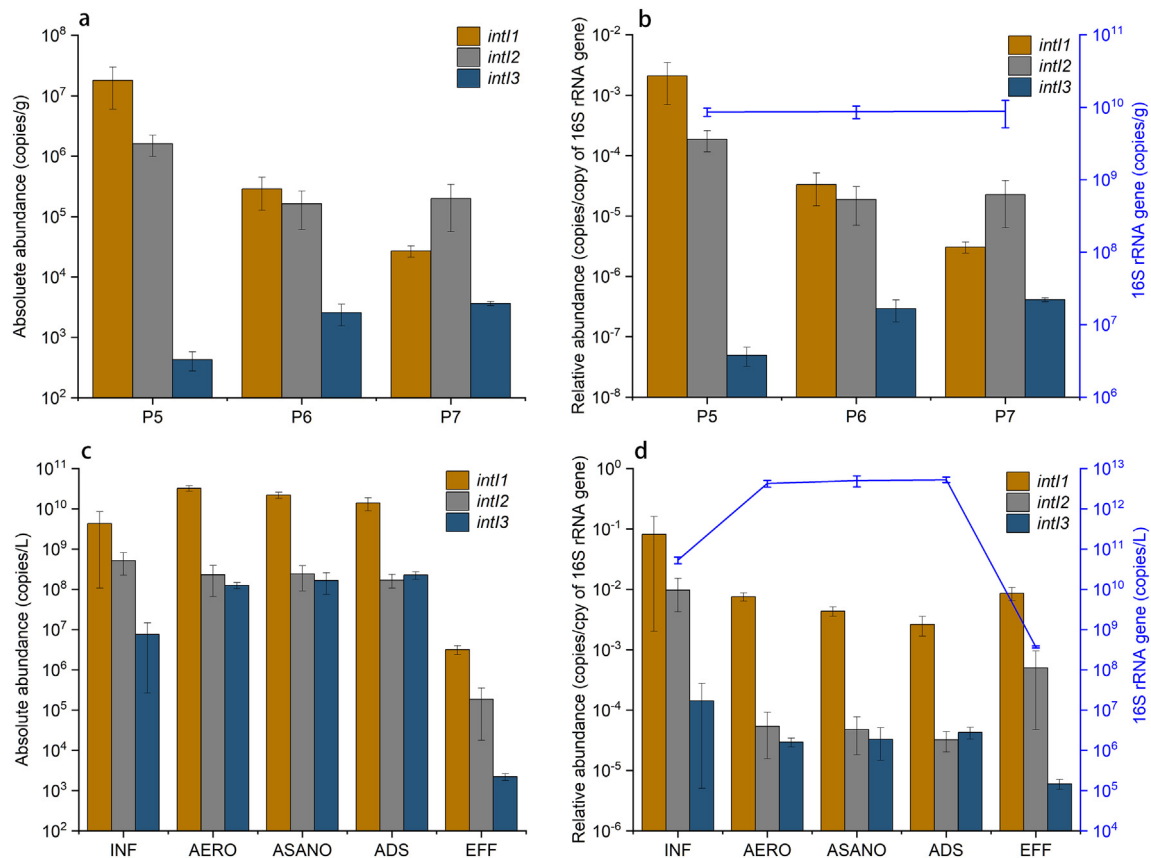 a
Absoluete abundance (copies/g)
10^8
10^7
10^6
10^5
10^4
10^3
10^2
intI1
intI2
intI3
P5 P6 P7
b
Relative abundance (copies/copy of 16S rRNA gene)
10^-2
10^-3
10^-4
10^-5
10^-6
10^-7
10^-8
intI1
intI2
intI3
10^11
10^10
10^9
10^8
10^7
10^6
16S rRNA gene (copies/g)
P5 P6 P7
c
Absolute abundance (copies/L)
10^11
10^10
10^9
10^8
10^7
10^6
10^5
10^4
10^3
10^2
intI1
intI2
intI3
INF AERO ASANO ADS EFF
d
Relative abundance (copies/cpy of 16S rRNA gene)
10^0
10^-1
10^-2
10^-3
10^-4
10^-5
10^-6
intI1
intI2
intI3
10^13
10^12
10^11
10^10
10^9
10^8
10^7
10^6
10^5
10^4
16S rRNA gene (copies/L)
INF AERO ASANO ADS EFF